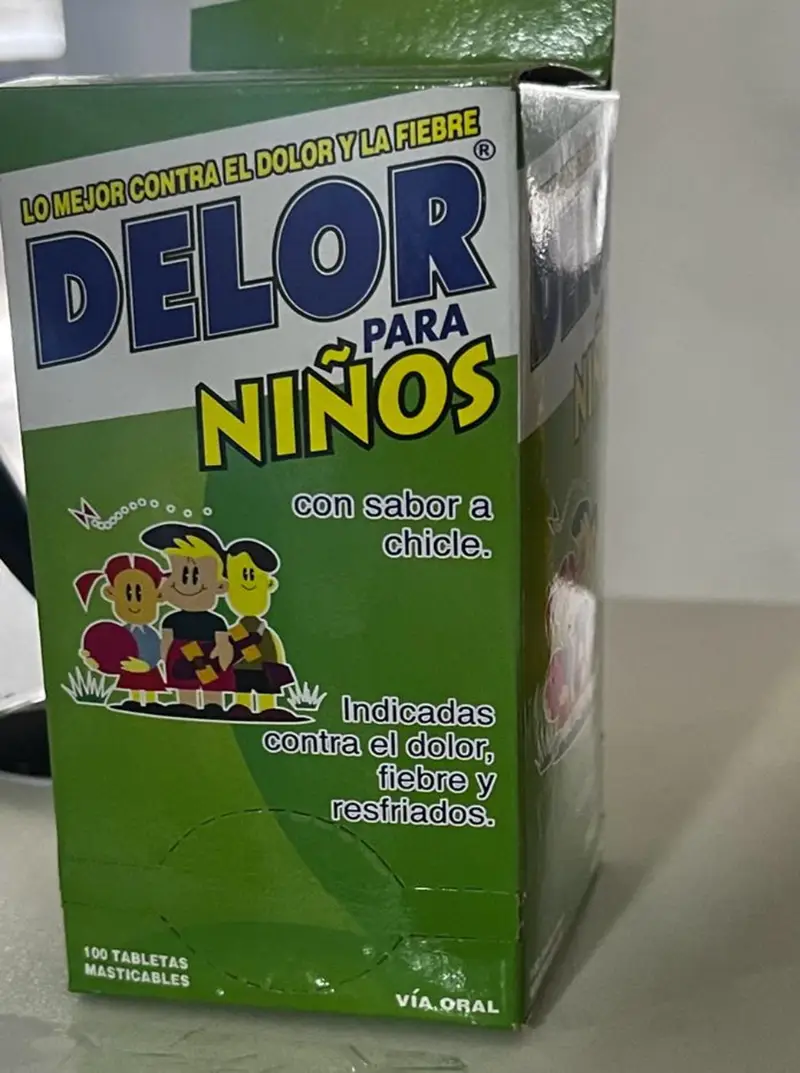 LO MEJOR CONTRA EL DOLOR Y LA FIEBRE
DELOR®
PARA
NIÑOS
con sabor a
chicle.
Indicadas
contra el dolor,
fiebre y
resfriados.
100 TABLETAS
MASTICABLES
VÍA ORAL